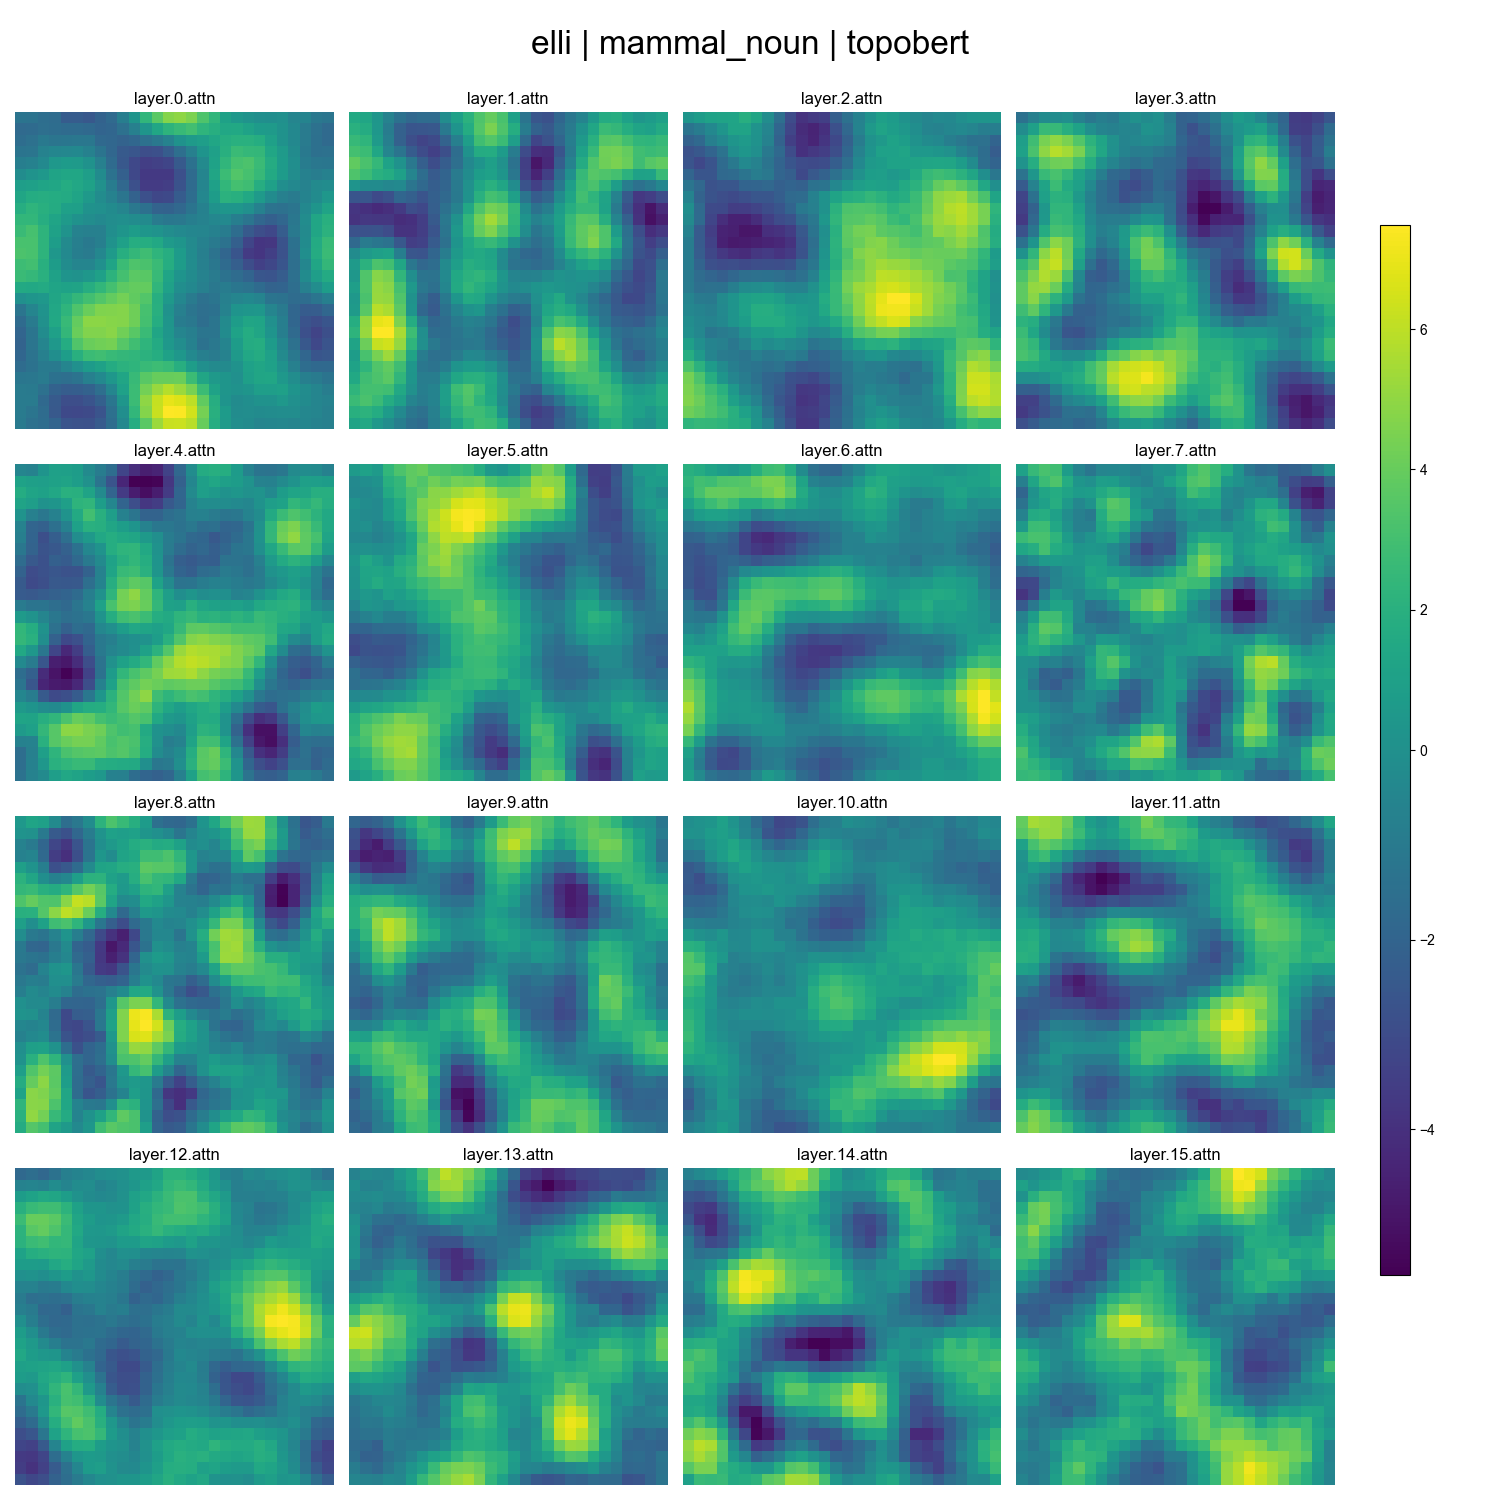 elli | mammal_noun | topobert
layer.0.attn
layer.1.attn
layer.2.attn
layer.3.attn
layer.4.attn
layer.5.attn
layer.6.attn
layer.7.attn
layer.8.attn
layer.9.attn
layer.10.attn
layer.11.attn
layer.12.attn
layer.13.attn
layer.14.attn
layer.15.attn
6
4
2
0
−2
−4